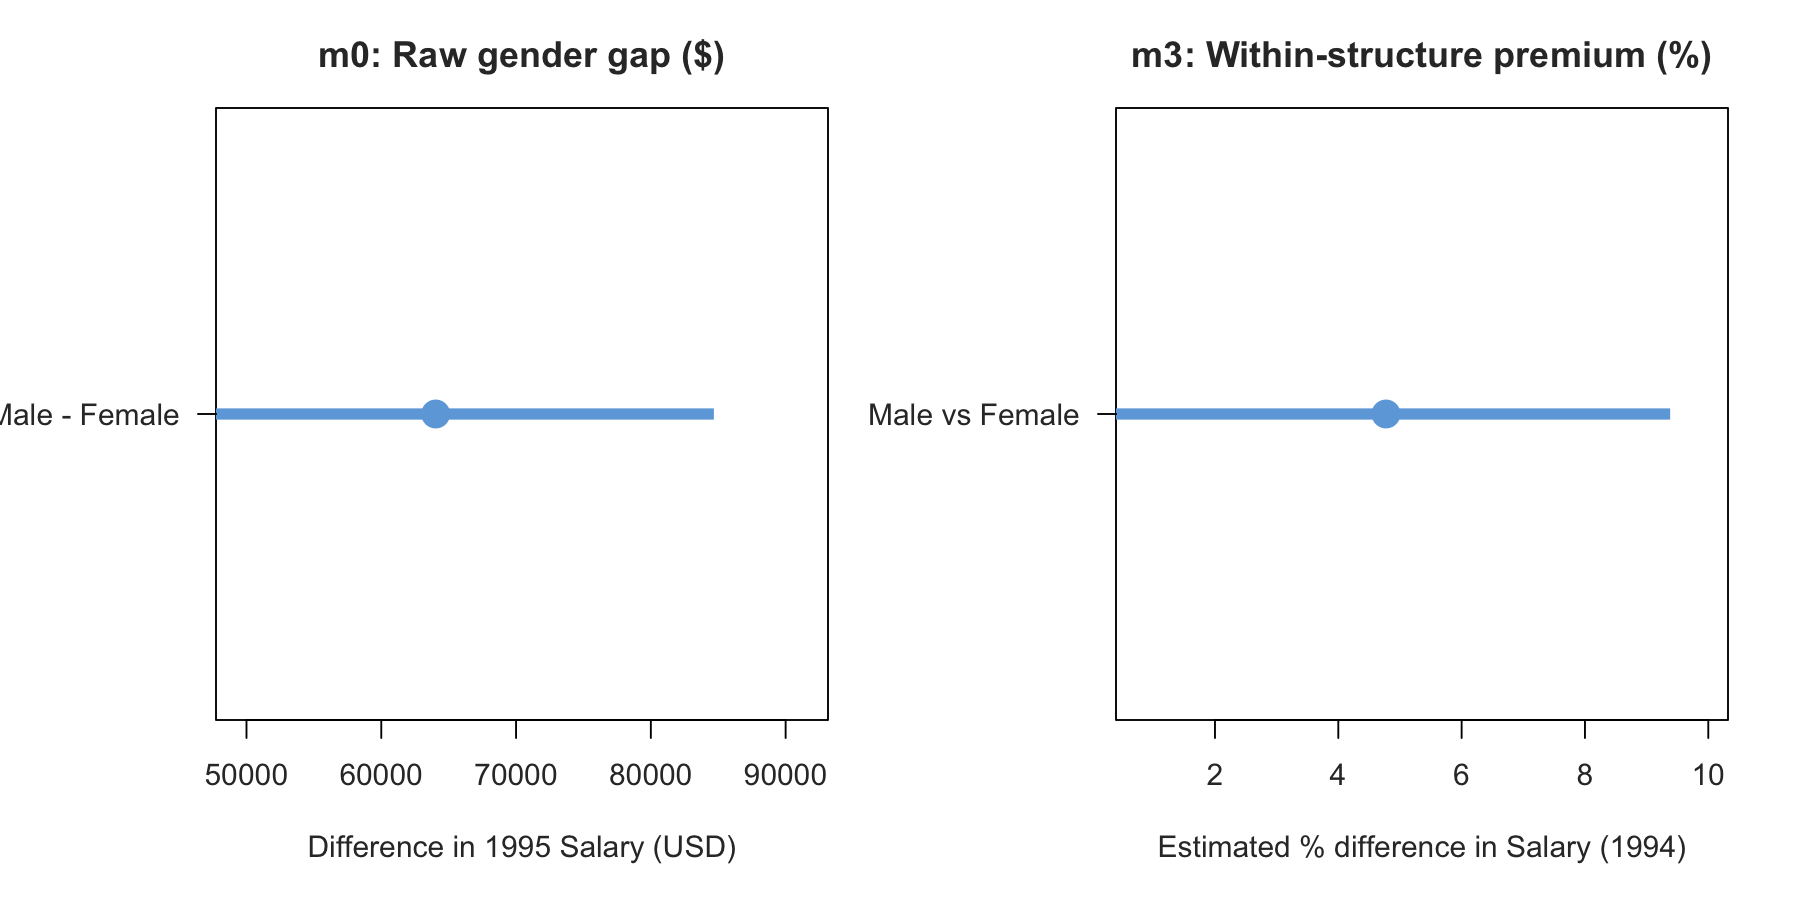 m0: Raw gender gap ($)
Male - Female
50000 60000 70000 80000 90000
Difference in 1995 Salary (USD)
m3: Within-structure premium (%)
Male vs Female
2 4 6 8 10
Estimated % difference in Salary (1994)